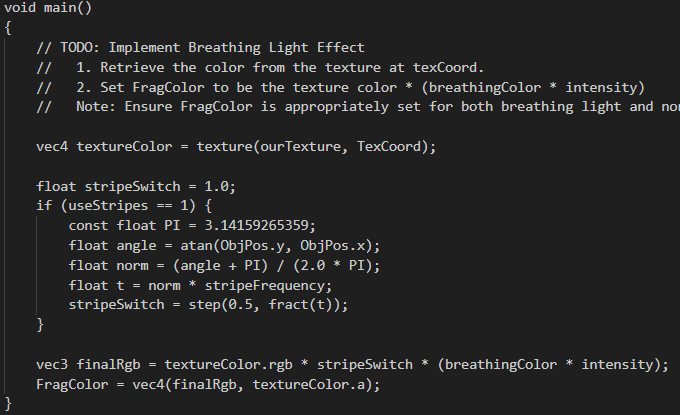 void main()
{
    // TODO: Implement Breathing Light Effect
    //   1. Retrieve the color from the texture at texCoord.
    //   2. Set FragColor to be the texture color * (breathingColor * intensity)
    //   Note: Ensure FragColor is appropriately set for both breathing light and

    vec4 textureColor = texture(ourTexture, TexCoord);

    float stripeSwitch = 1.0;
    if (useStripes == 1) {
        const float PI = 3.14159265359;
        float angle = atan(ObjPos.y, ObjPos.x);
        float norm = (angle + PI) / (2.0 * PI);
        float t = norm * stripeFrequency;
        stripeSwitch = step(0.5, fract(t));
    }

    vec3 finalRgb = textureColor.rgb * stripeSwitch * (breathingColor * intensity);
    FragColor = vec4(finalRgb, textureColor.a);
}